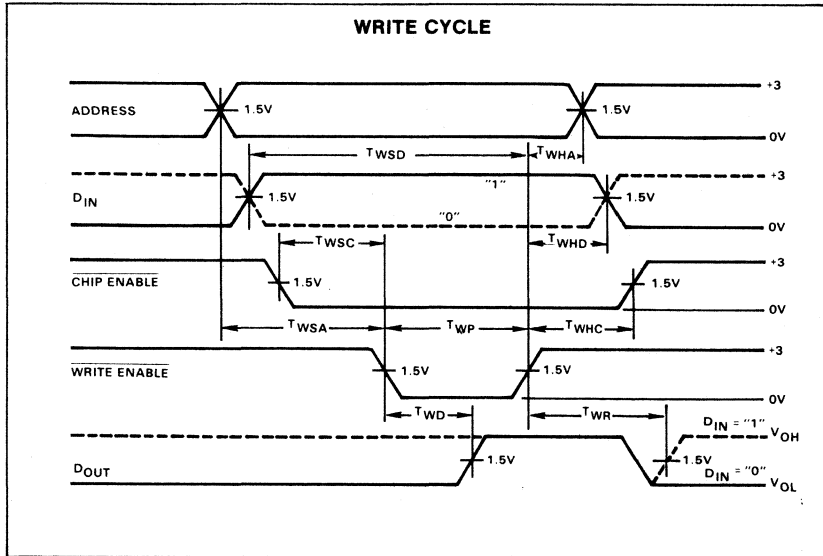 WRITE CYCLE
ADDRESS
1.5V
1.5V
+3
0V
TWSD
TWHA
DIN
1.5V
"1"
"0"
1.5V
+3
0V
TWSC
TWHD
CHIP ENABLE
1.5V
1.5V
+3
0V
TWSA
TWP
TWHC
WRITE ENABLE
1.5V
1.5V
+3
0V
TWD
TWR
DIN = "1"
VOH
DOUT
1.5V
1.5V
DIN = "0"
VOL